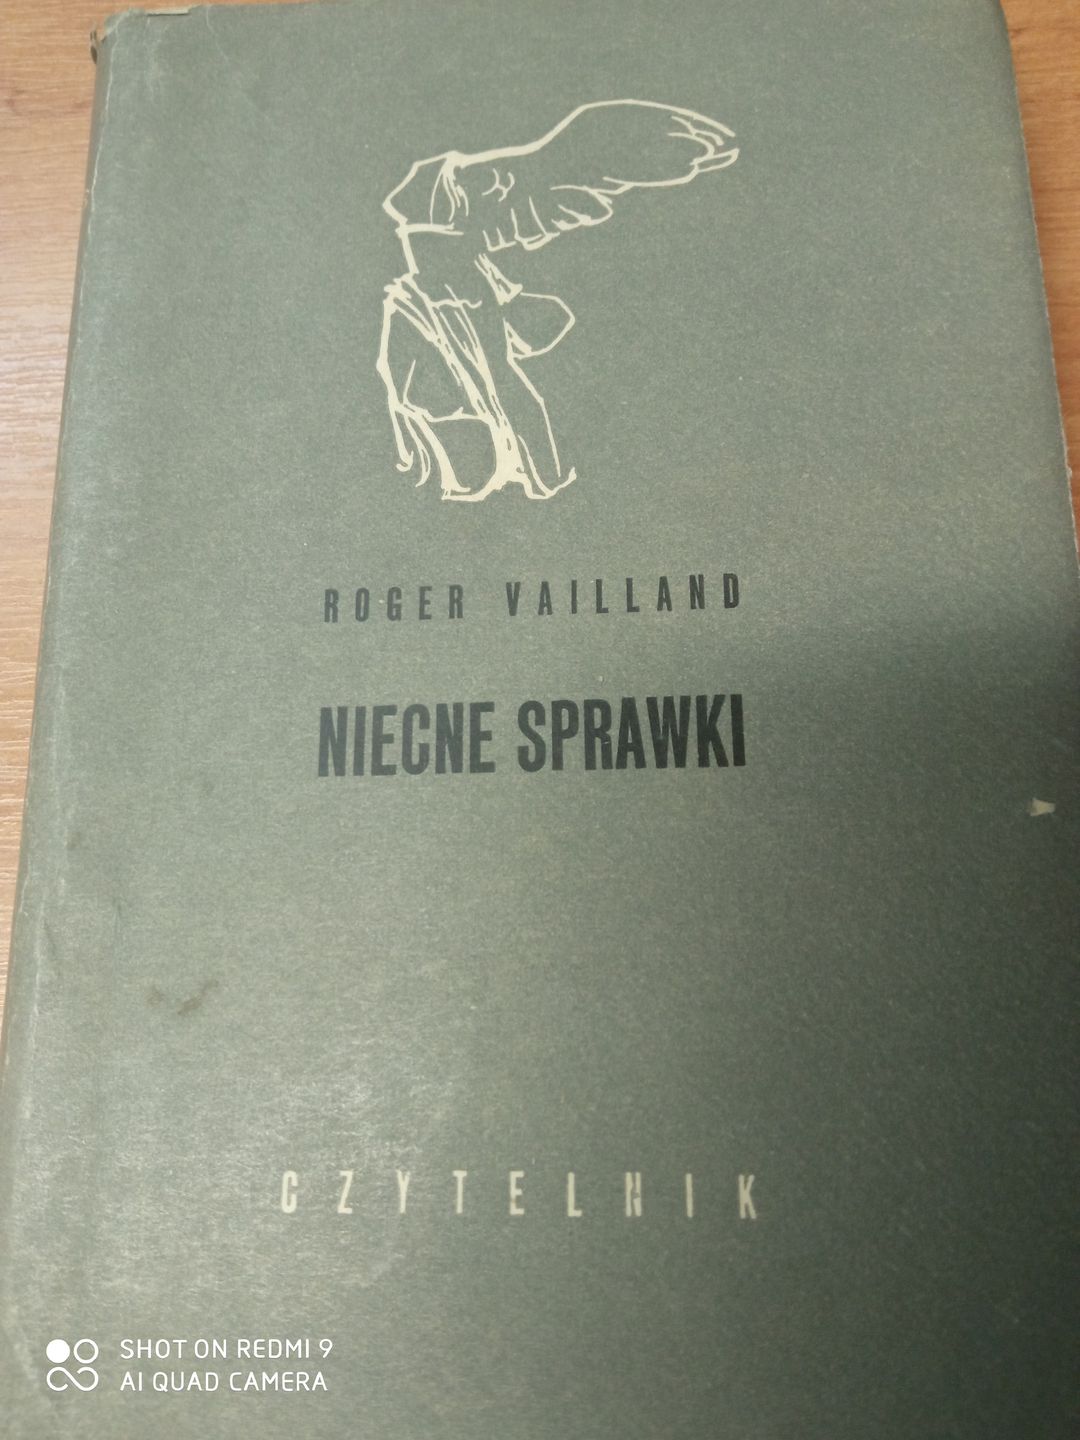 ROGER VAILLAND
NIECNE SPRAWKI
CZYTELNIK
SHOT ON REDMI 9
AI QUAD CAMERA